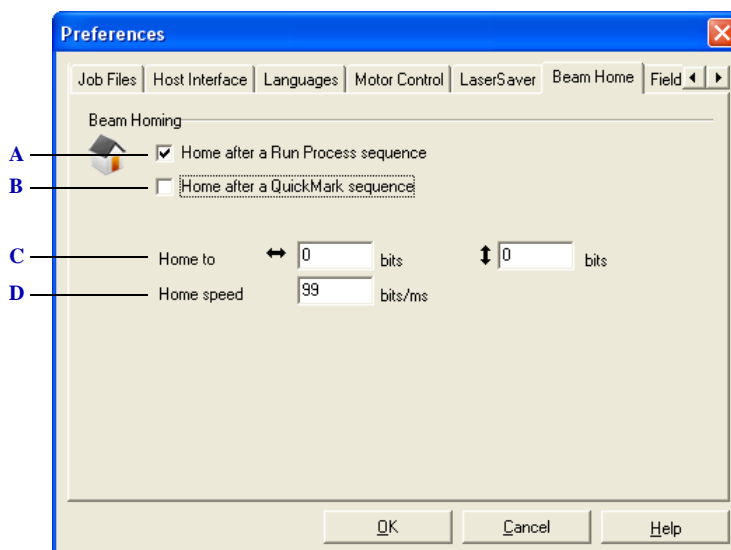 Preferences
Job Files Host Interface Languages Motor Control LaserSaver Beam Home Field
Beam Homing
A Home after a Run Process sequence
B Home after a QuickMark sequence
C Home to 0 bits 0 bits
D Home speed 99 bits/ms
OK Cancel Help